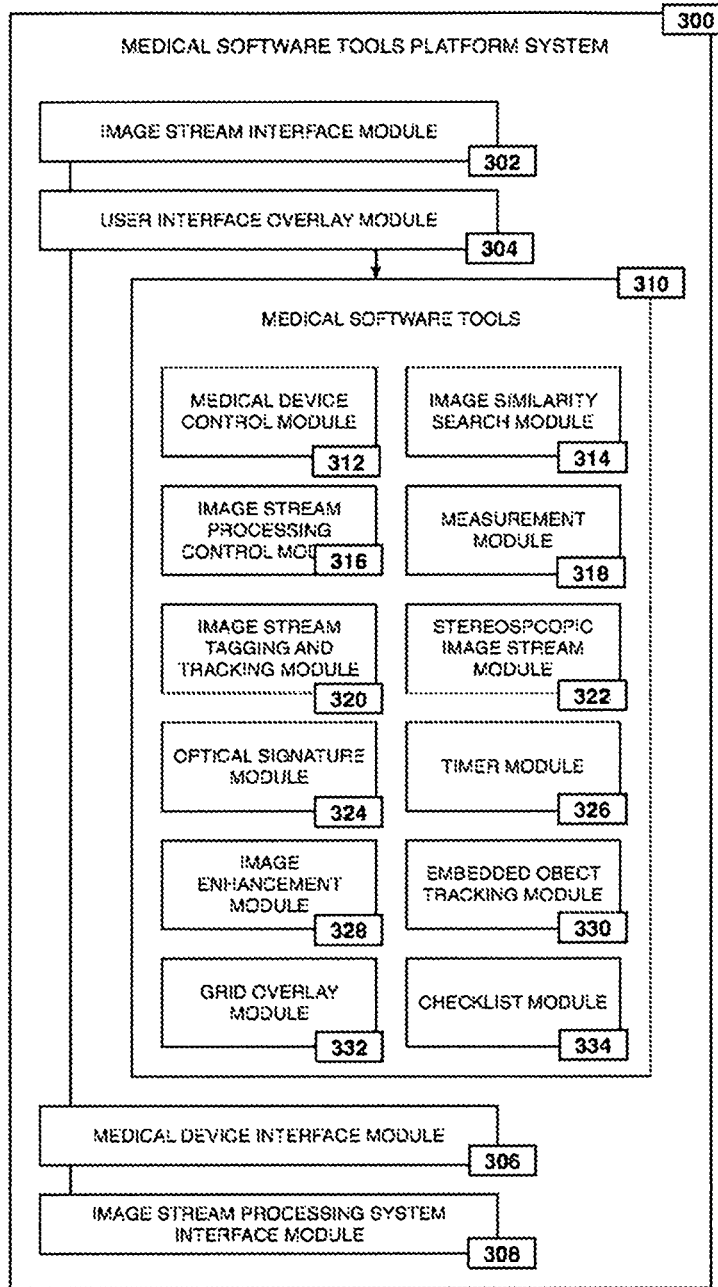 300
MEDICAL SOFTWARE TOOLS PLATFORM SYSTEM
IMAGE STREAM INTERFACE MODULE
302
USER INTERFACE OVERLAY MODULE
304
310
MEDICAL SOFTWARE TOOLS
MEDICAL DEVICE
CONTROL MODULE
312
IMAGE SIMILARITY
SEARCH MODULE
314
IMAGE STREAM
PROCESSING
CONTROL MODULE
316
MEASUREMENT
MODULE
318
IMAGE STREAM
TAGGING AND
TRACKING MODULE
320
STEREOSPCOPIC
IMAGE STREAM
MODULE
322
OPTICAL SIGNATURE
MODULE
324
TIMER MODULE
326
IMAGE
ENHANCEMENT
MODULE
328
EMBEDDED OBECT
TRACKING MODULE
330
GRID OVERLAY
MODULE
332
CHECKLIST MODULE
334
MEDICAL DEVICE INTERFACE MODULE
306
IMAGE STREAM PROCESSING SYSTEM
INTERFACE MODULE
308